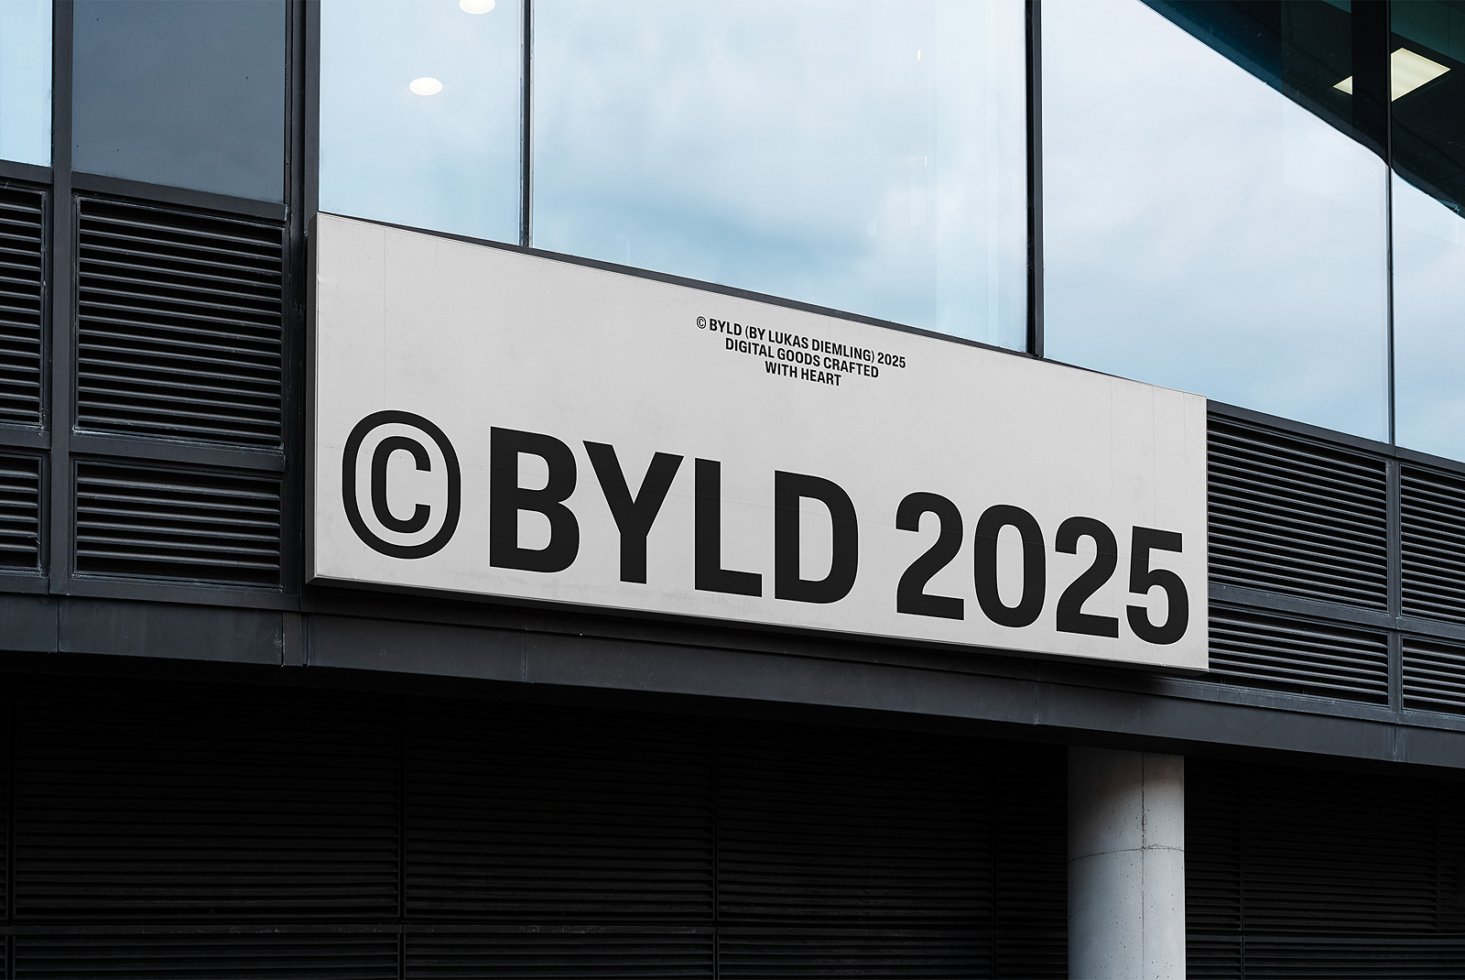 © BYLD (BY LUKAS DIEMLING) 2025
DIGITAL GOODS CRAFTED
WITH HEART
© BYLD 2025